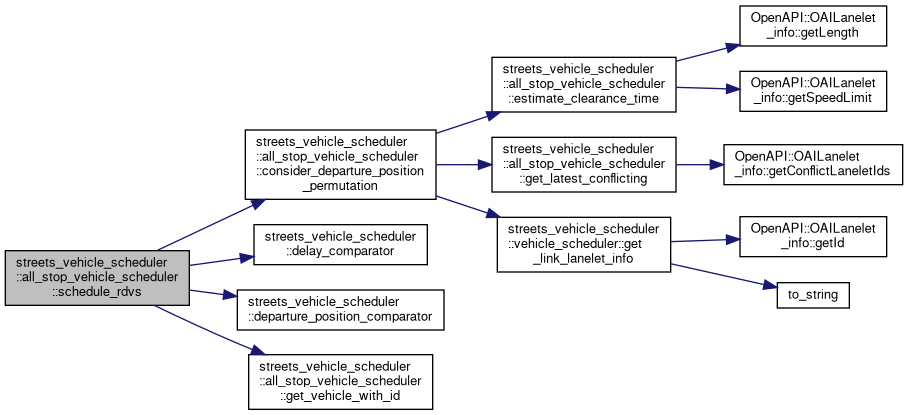 streets_vehicle_scheduler
::all_stop_vehicle_scheduler
::schedule_rdvs
streets_vehicle_scheduler
::all_stop_vehicle_scheduler
::consider_departure_position
_permutation
streets_vehicle_scheduler
::all_stop_vehicle_scheduler
::estimate_clearance_time
OpenAPI::OAILanelet
_info::getLength
OpenAPI::OAILanelet
_info::getSpeedLimit
streets_vehicle_scheduler
::all_stop_vehicle_scheduler
::get_latest_conflicting
OpenAPI::OAILanelet
_info::getConflictLaneletIds
streets_vehicle_scheduler
::vehicle_scheduler::get
_link_lanelet_info
OpenAPI::OAILanelet
_info::getId
to_string
streets_vehicle_scheduler
::delay_comparator
streets_vehicle_scheduler
::departure_position_comparator
streets_vehicle_scheduler
::all_stop_vehicle_scheduler
::get_vehicle_with_id